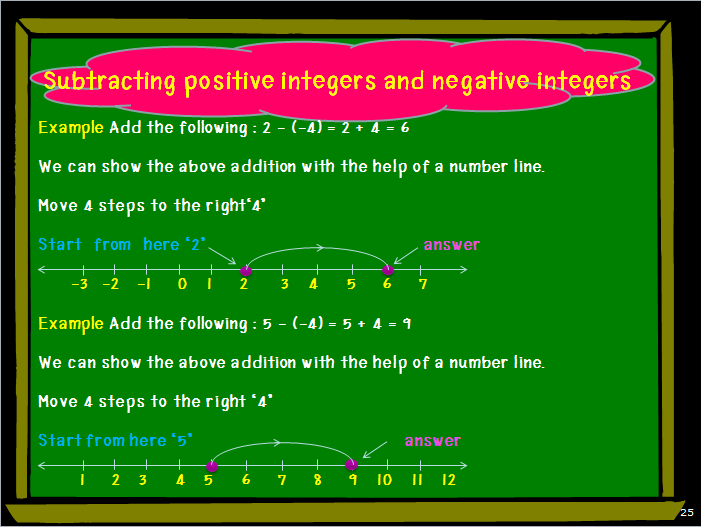 Subtracting positive integers and negative integers
Example Add the following : 2 – (-4) = 2 + 4 = 6
We can show the above addition with the help of a number line.
Move 4 steps to the right‘4’
Start from here ‘2’ answer
-3 -2 -1 0 1 2 3 4 5 6 7
Example Add the following : 5 – (-4) = 5 + 4 = 9
We can show the above addition with the help of a number line.
Move 4 steps to the right ‘4’
Start from here ‘5’ answer
1 2 3 4 5 6 7 8 9 10 11 12
25